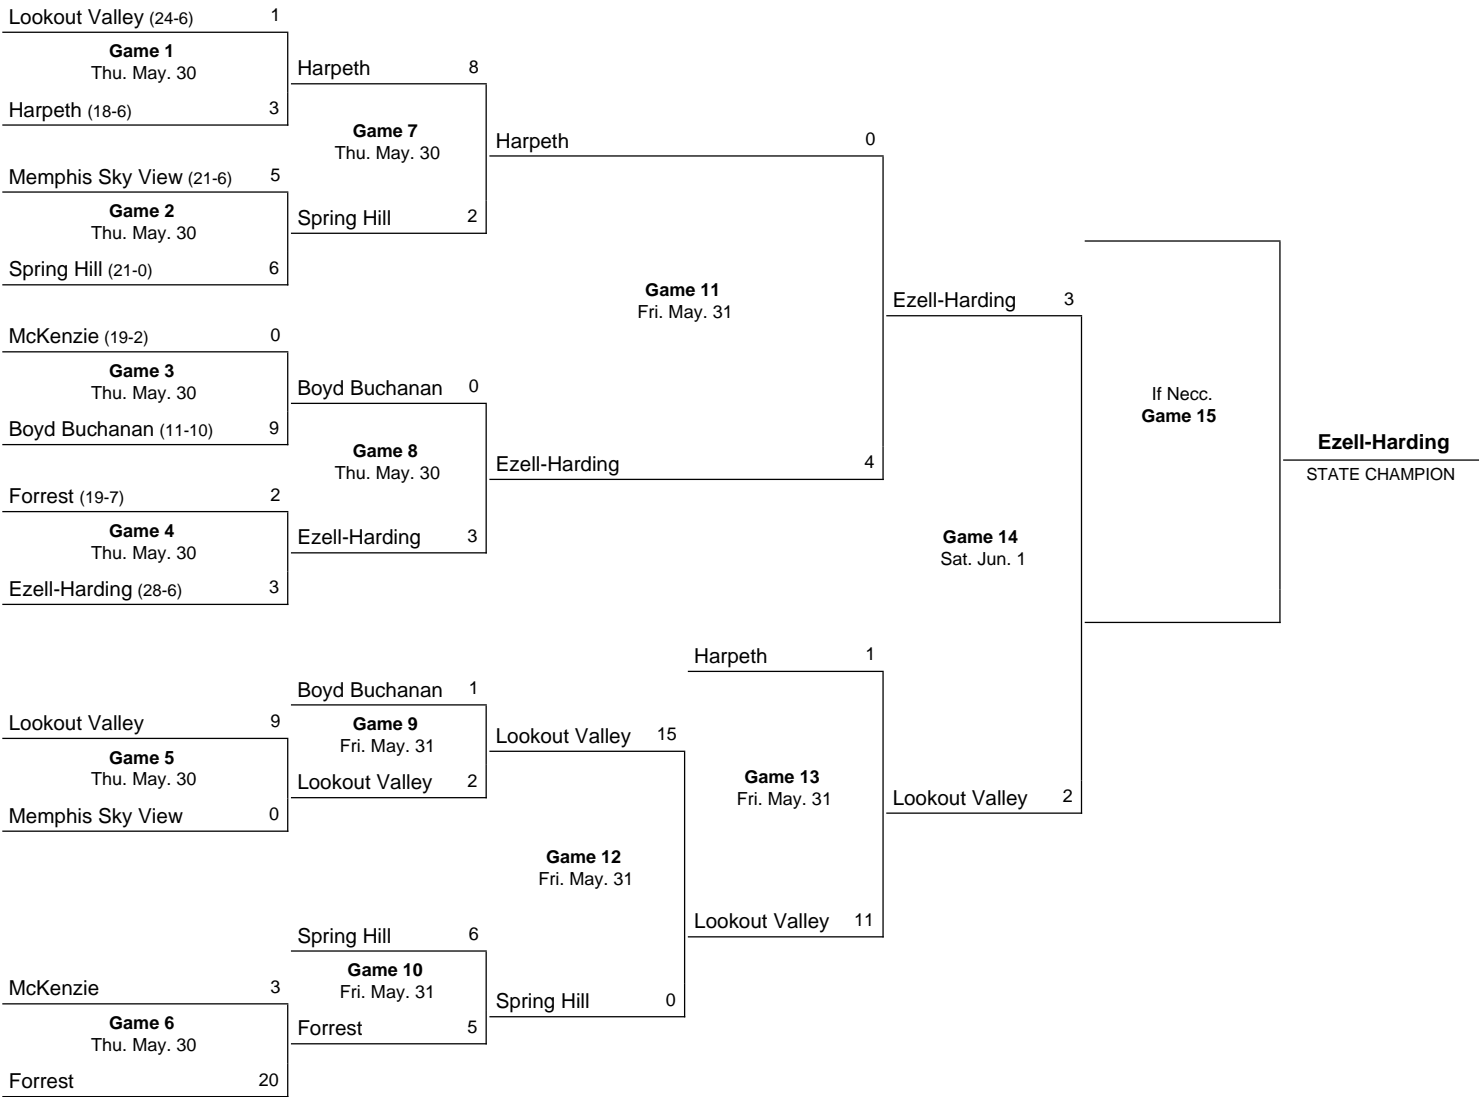 Lookout Valley (24-6) 1
Game 1
Thu. May. 30
Harpeth (18-6) 3
Memphis Sky View (21-6) 5
Game 2
Thu. May. 30
Spring Hill (21-0) 6
McKenzie (19-2) 0
Game 3
Thu. May. 30
Boyd Buchanan (11-10) 9
Forrest (19-7) 2
Game 4
Thu. May. 30
Ezell-Harding (28-6) 3
Lookout Valley 9
Game 5
Thu. May. 30
Memphis Sky View 0
McKenzie 3
Game 6
Thu. May. 30
Forrest 20
Harpeth 8
Game 7
Thu. May. 30
Spring Hill 2
Boyd Buchanan 0
Game 8
Thu. May. 30
Ezell-Harding 3
Boyd Buchanan 1
Game 9
Fri. May. 31
Lookout Valley 2
Spring Hill 6
Game 10
Fri. May. 31
Forrest 5
Harpeth 0
Game 11
Fri. May. 31
Ezell-Harding 4
Lookout Valley 15
Game 12
Fri. May. 31
Spring Hill 0
Harpeth 1
Game 13
Fri. May. 31
Lookout Valley 11
Ezell-Harding 3
Game 14
Sat. Jun. 1
Lookout Valley 2
If Necc.
Game 15
Ezell-Harding
STATE CHAMPION